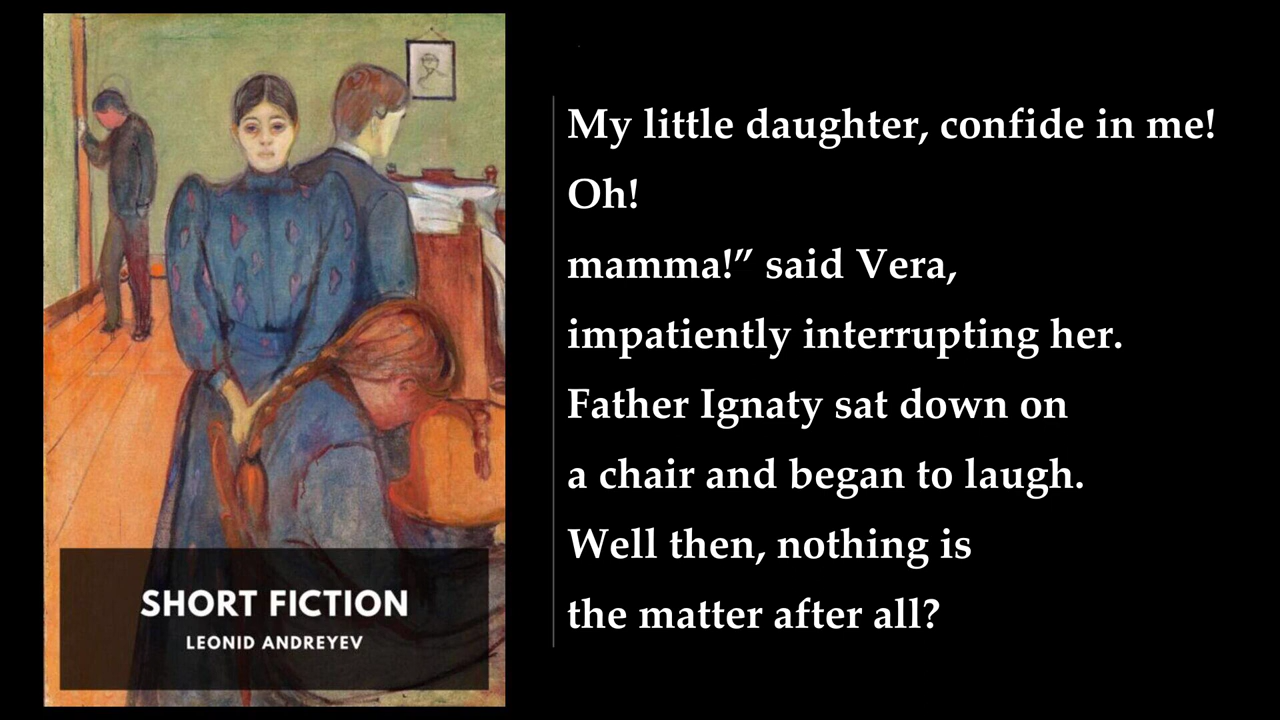 SHORT FICTION
LEONID ANDREYEV
My little daughter, confide in me!
Oh!
mamma!” said Vera,
impatiently interrupting her.
Father Ignaty sat down on
a chair and began to laugh.
Well then, nothing is
the matter after all?